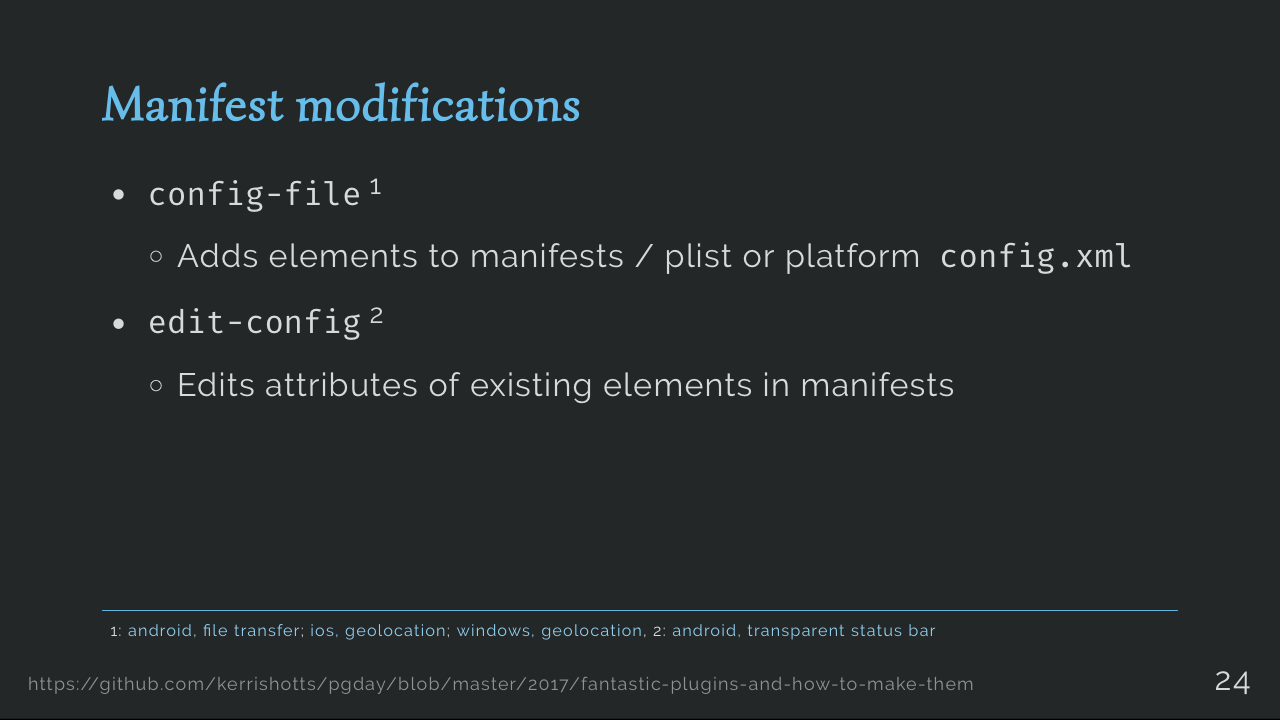 Manifest modifications
• config-file 1
○ Adds elements to manifests / plist or platform config.xml
• edit-config 2
○ Edits attributes of existing elements in manifests
1: android, file transfer; ios, geolocation; windows, geolocation, 2: android, transparent status bar
https://github.com/kerrishotts/pgday/blob/master/2017/fantastic-plugins-and-how-to-make-them
24